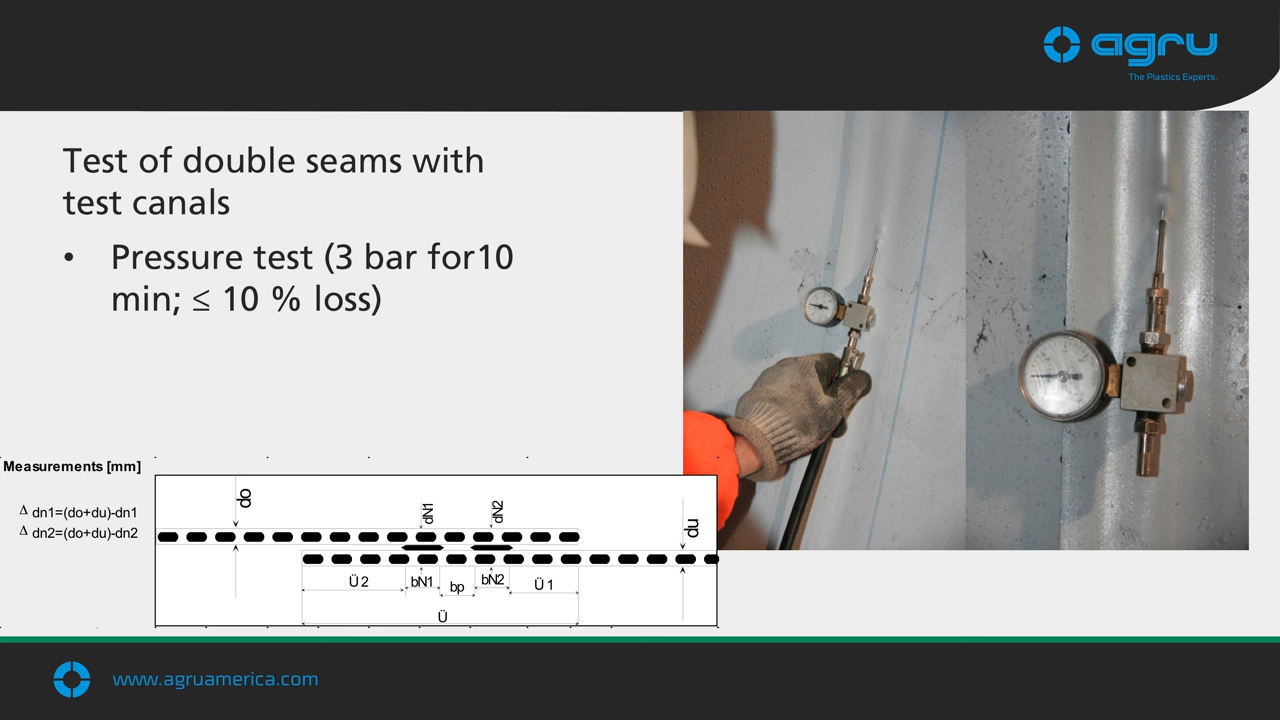 agru
The Plastics Experts.
Test of double seams with
test canals
• Pressure test (3 bar for10
min; ≤ 10 % loss)
Measurements [mm]
Δ dn1=(do+du)-dn1
Δ dn2=(do+du)-dn2
do
dN1
dN2
du
Ü 2
bN1
bp
bN2
Ü 1
Ü
www.agruamerica.com